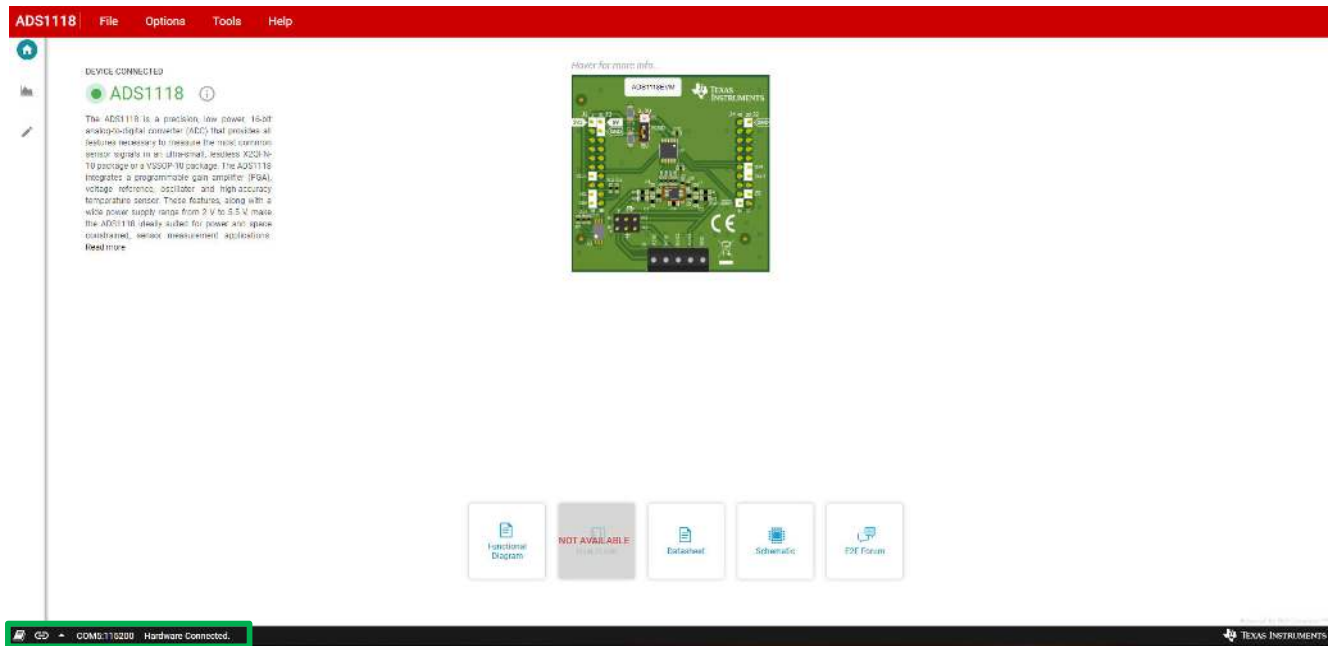 ADS1118 File Options Tools Help
DEVICE CONNECTED
ADS1118
The ADS1118 is a precision, low power, 16-bit
analog-to-digital converter (ADC) that provides all
features necessary to measure the most common
sensor signals in an ultra-small, leadless X2QFN-
10 package or a VSSOP-10 package. The ADS1118
integrates a programmable gain amplifier (PGA),
voltage reference, oscillator and high-accuracy
temperature sensor. These features, along with a
wide power supply range from 2 V to 5.5 V, make
the ADS1118 ideally suited for power and space
constrained, sensor measurement applications.
Read more
Hover for more info...
ADS1118EVM
TEXAS
INSTRUMENTS
CE
Functional
Diagram
NOT AVAILABLE
Datasheet
Schematic
E2E Forum
COM5:115200 Hardware Connected.
TEXAS INSTRUMENTS